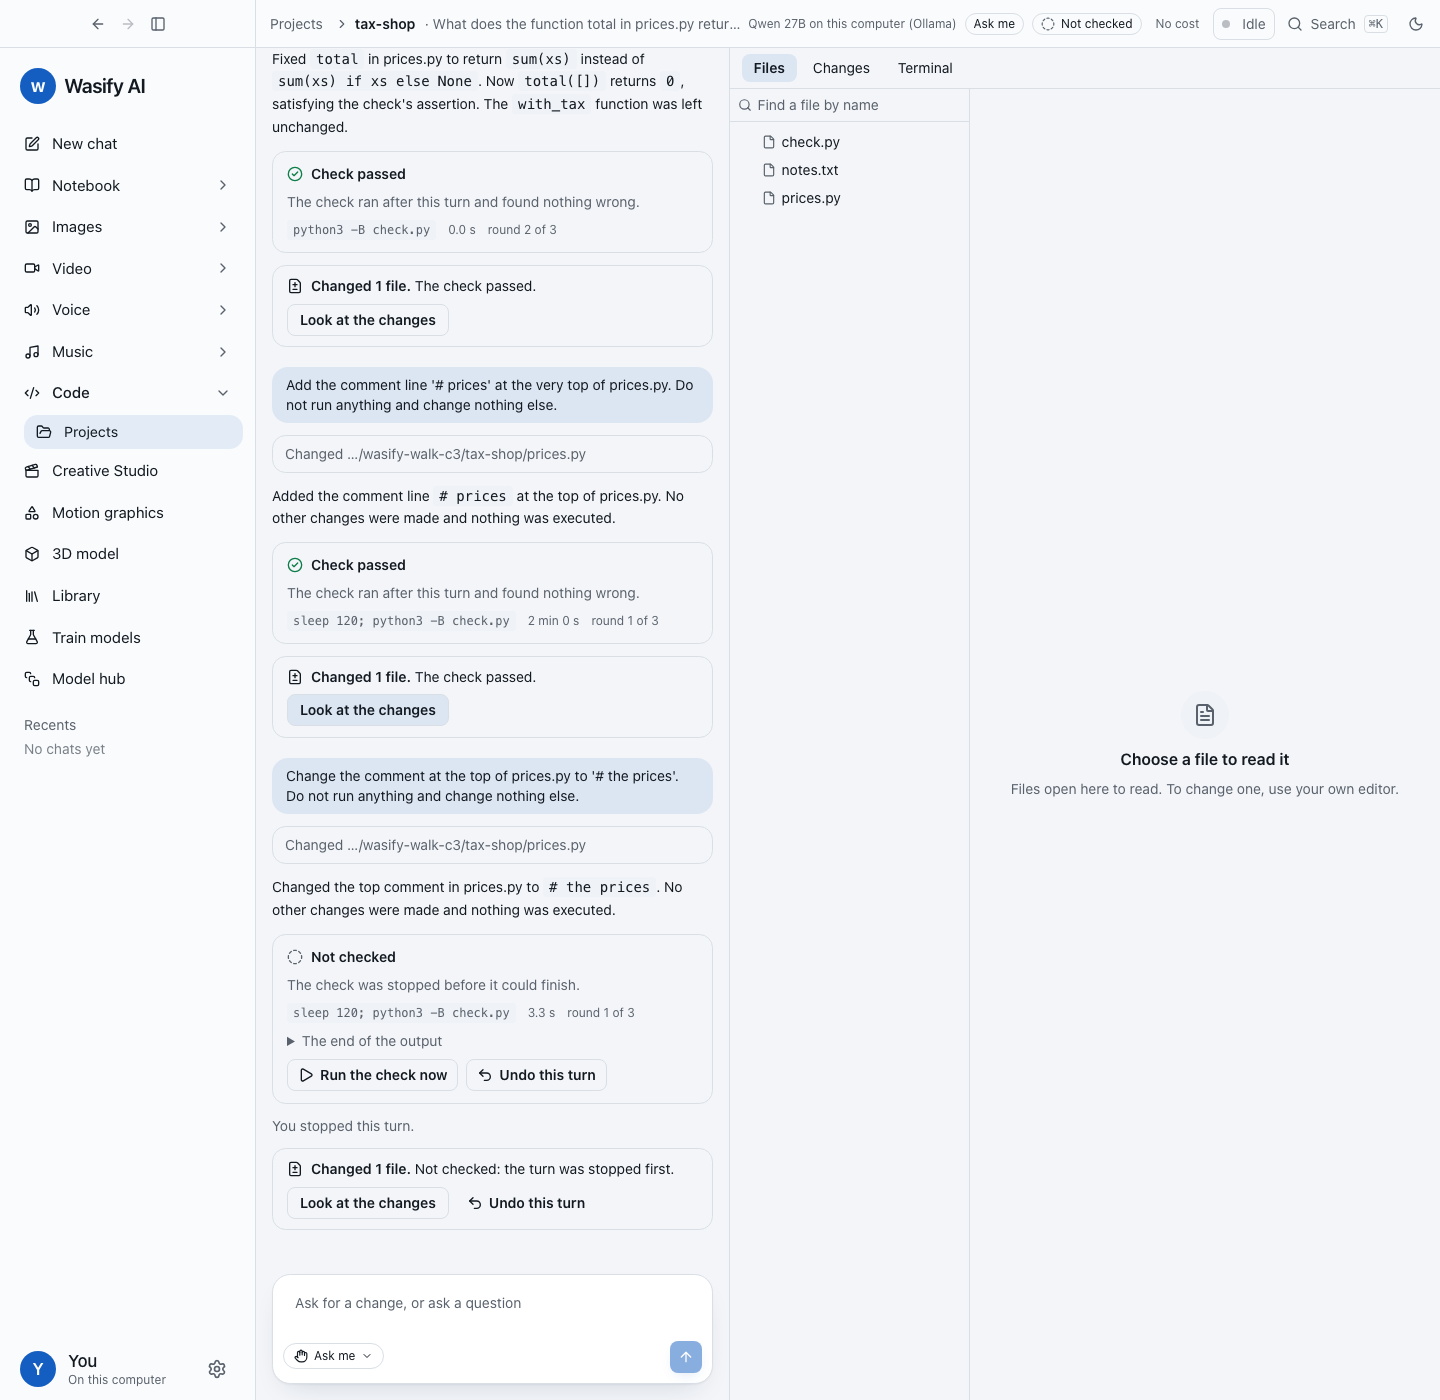 Projects
tax-shop
· What does the function total in prices.py retur...
Qwen 27B on this computer (Ollama)
Ask me
Not checked
No cost
Idle
Search
⌘K
W
Wasify AI
New chat
Notebook
Images
Video
Voice
Music
Code
Projects
Creative Studio
Motion graphics
3D model
Library
Train models
Model hub
Recents
No chats yet
Y
You
On this computer
Fixed total in prices.py to return sum(xs) instead of
sum(xs) if xs else None . Now total([]) returns 0 ,
satisfying the check's assertion. The with_tax function was left
unchanged.
Check passed
The check ran after this turn and found nothing wrong.
python3 -B check.py 0.0 s round 2 of 3
Changed 1 file. The check passed.
Look at the changes
Add the comment line '# prices' at the very top of prices.py. Do
not run anything and change nothing else.
Changed .../wasify-walk-c3/tax-shop/prices.py
Added the comment line # prices at the top of prices.py. No
other changes were made and nothing was executed.
Check passed
The check ran after this turn and found nothing wrong.
sleep 120; python3 -B check.py 2 min 0 s round 1 of 3
Changed 1 file. The check passed.
Look at the changes
Change the comment at the top of prices.py to '# the prices'.
Do not run anything and change nothing else.
Changed .../wasify-walk-c3/tax-shop/prices.py
Changed the top comment in prices.py to # the prices . No
other changes were made and nothing was executed.
Not checked
The check was stopped before it could finish.
sleep 120; python3 -B check.py 3.3 s round 1 of 3
The end of the output
Run the check now
Undo this turn
You stopped this turn.
Changed 1 file. Not checked: the turn was stopped first.
Look at the changes
Undo this turn
Ask for a change, or ask a question
Ask me
Files
Changes
Terminal
Find a file by name
check.py
notes.txt
prices.py
Choose a file to read it
Files open here to read. To change one, use your own editor.